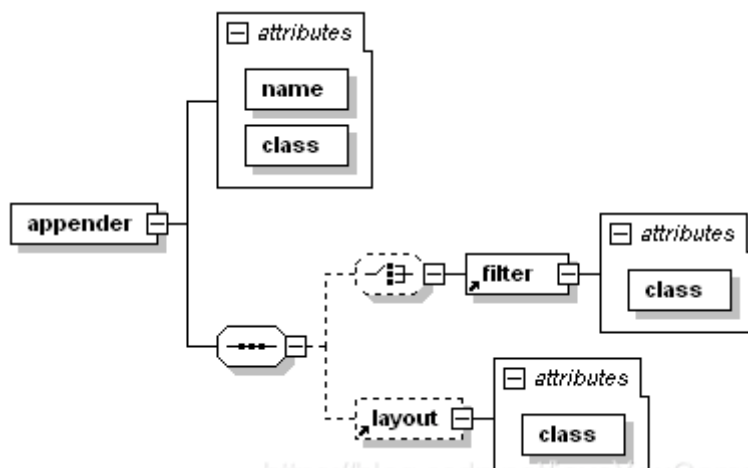 attributes
name
class
appender
attributes
filter
class
attributes
layout
class